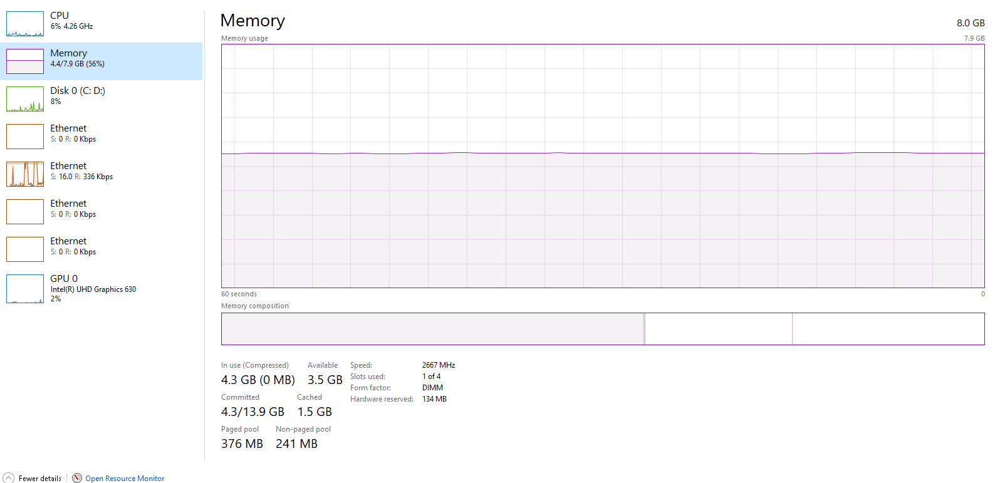 CPU
6% 4.26 GHz
Memory
4.4/7.9 GB (56%)
Disk 0 (C: D:)
8%
Ethernet
S: 0 R: 0 Kbps
Ethernet
S: 16.0 R: 336 Kbps
Ethernet
S: 0 R: 0 Kbps
Ethernet
S: 0 R: 0 Kbps
GPU 0
Intel(R) UHD Graphics 630
2%
Memory
8.0 GB
Memory usage
7.9 GB
60 seconds
0
Memory composition
In use (Compressed)
4.3 GB (0 MB)
Available
3.5 GB
Committed
4.3/13.9 GB
Cached
1.5 GB
Paged pool
376 MB
Non-paged pool
241 MB
Speed: 2667 MHz
Slots used: 1 of 4
Form factor: DIMM
Hardware reserved: 134 MB
Fewer details
Open Resource Monitor